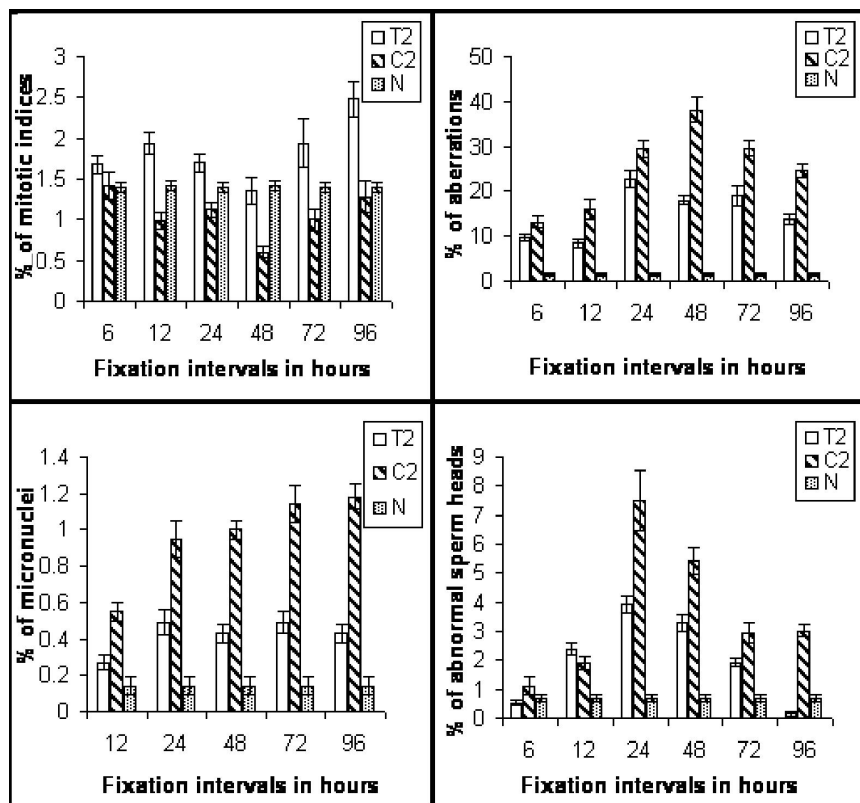 % of mitotic indices
3
2.5
2
1.5
1
0.5
0
T2
C2
N
6 12 24 48 72 96
Fixation intervals in hours
% of aberrations
50
40
30
20
10
0
T2
C2
N
6 12 24 48 72 96
Fixation intervals in hours
% of micronuclei
1.4
1.2
1
0.8
0.6
0.4
0.2
0
T2
C2
N
12 24 48 72 96
Fixation intervals in hours
% of abnormal sperm heads
9
8
7
6
5
4
3
2
1
0
T2
C2
N
6 12 24 48 72 96
Fixation intervals in hours